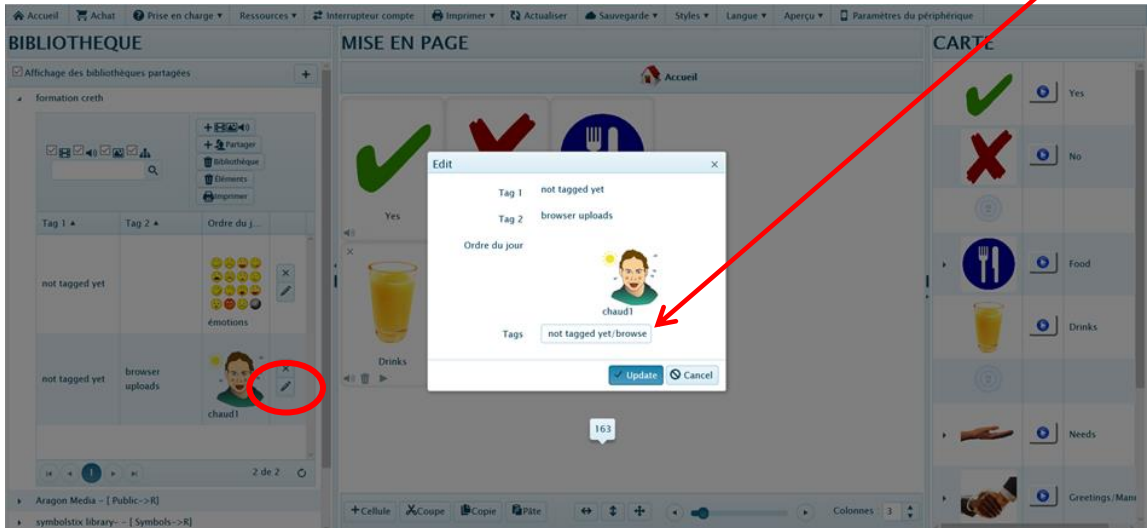 Accueil Achat Prise en charge Ressources Interrupteur compte Imprimer Actualiser Sauvegarde Styles Langue Aperçu Paramètres du périphérique
BIBLIOTHEQUE
Affichage des bibliothèques partagées
formation creth
Partager
Bibliothèque
Éléments
Imprimer
Tag 1 Tag 2 Ordre du j...
not tagged yet
émotions
not tagged yet browser
uploads
chaud1
1 2 de 2
Aragon Media - [ Public->R]
symbolstix library- - [ Symbols->R]
MISE EN PAGE
Accueil
Yes
Drinks
Edit
Tag 1 not tagged yet
Tag 2 browser uploads
Ordre du jour
chaud1
Tags not tagged yet/browse
Update Cancel
163
+Cellule Coupe Copie Pâte Colonnes 3
CARTE
Yes
No
Food
Drinks
Needs